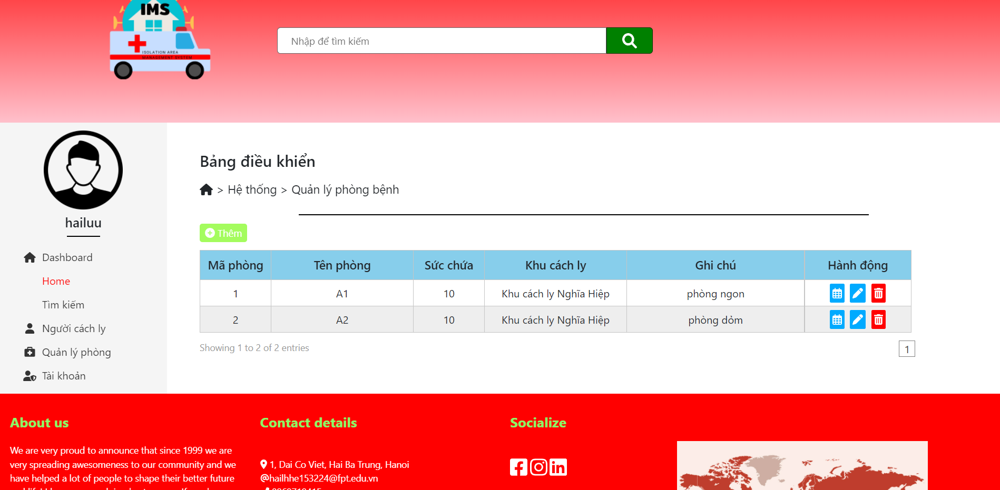 IMS
ISOLATION AREA
MANAGEMENT SYSTEM
Nhập để tìm kiếm
hailuu
Dashboard
Home
Tìm kiếm
Người cách ly
Quản lý phòng
Tài khoản
Bảng điều khiển
> Hệ thống > Quản lý phòng bệnh
Thêm
Mã phòng Tên phòng Sức chứa Khu cách ly Ghi chú Hành động
1 A1 10 Khu cách ly Nghĩa Hiệp phòng ngon
2 A2 10 Khu cách ly Nghĩa Hiệp phòng dỏm
Showing 1 to 2 of 2 entries
1
About us
We are very proud to announce that since 1999 we are
very spreading awesomeness to our community and we
have helped a lot of people to shape their better future
Contact details
1, Dai Co Viet, Hai Ba Trung, Hanoi
@hailhhe153224@fpt.edu.vn
Socialize